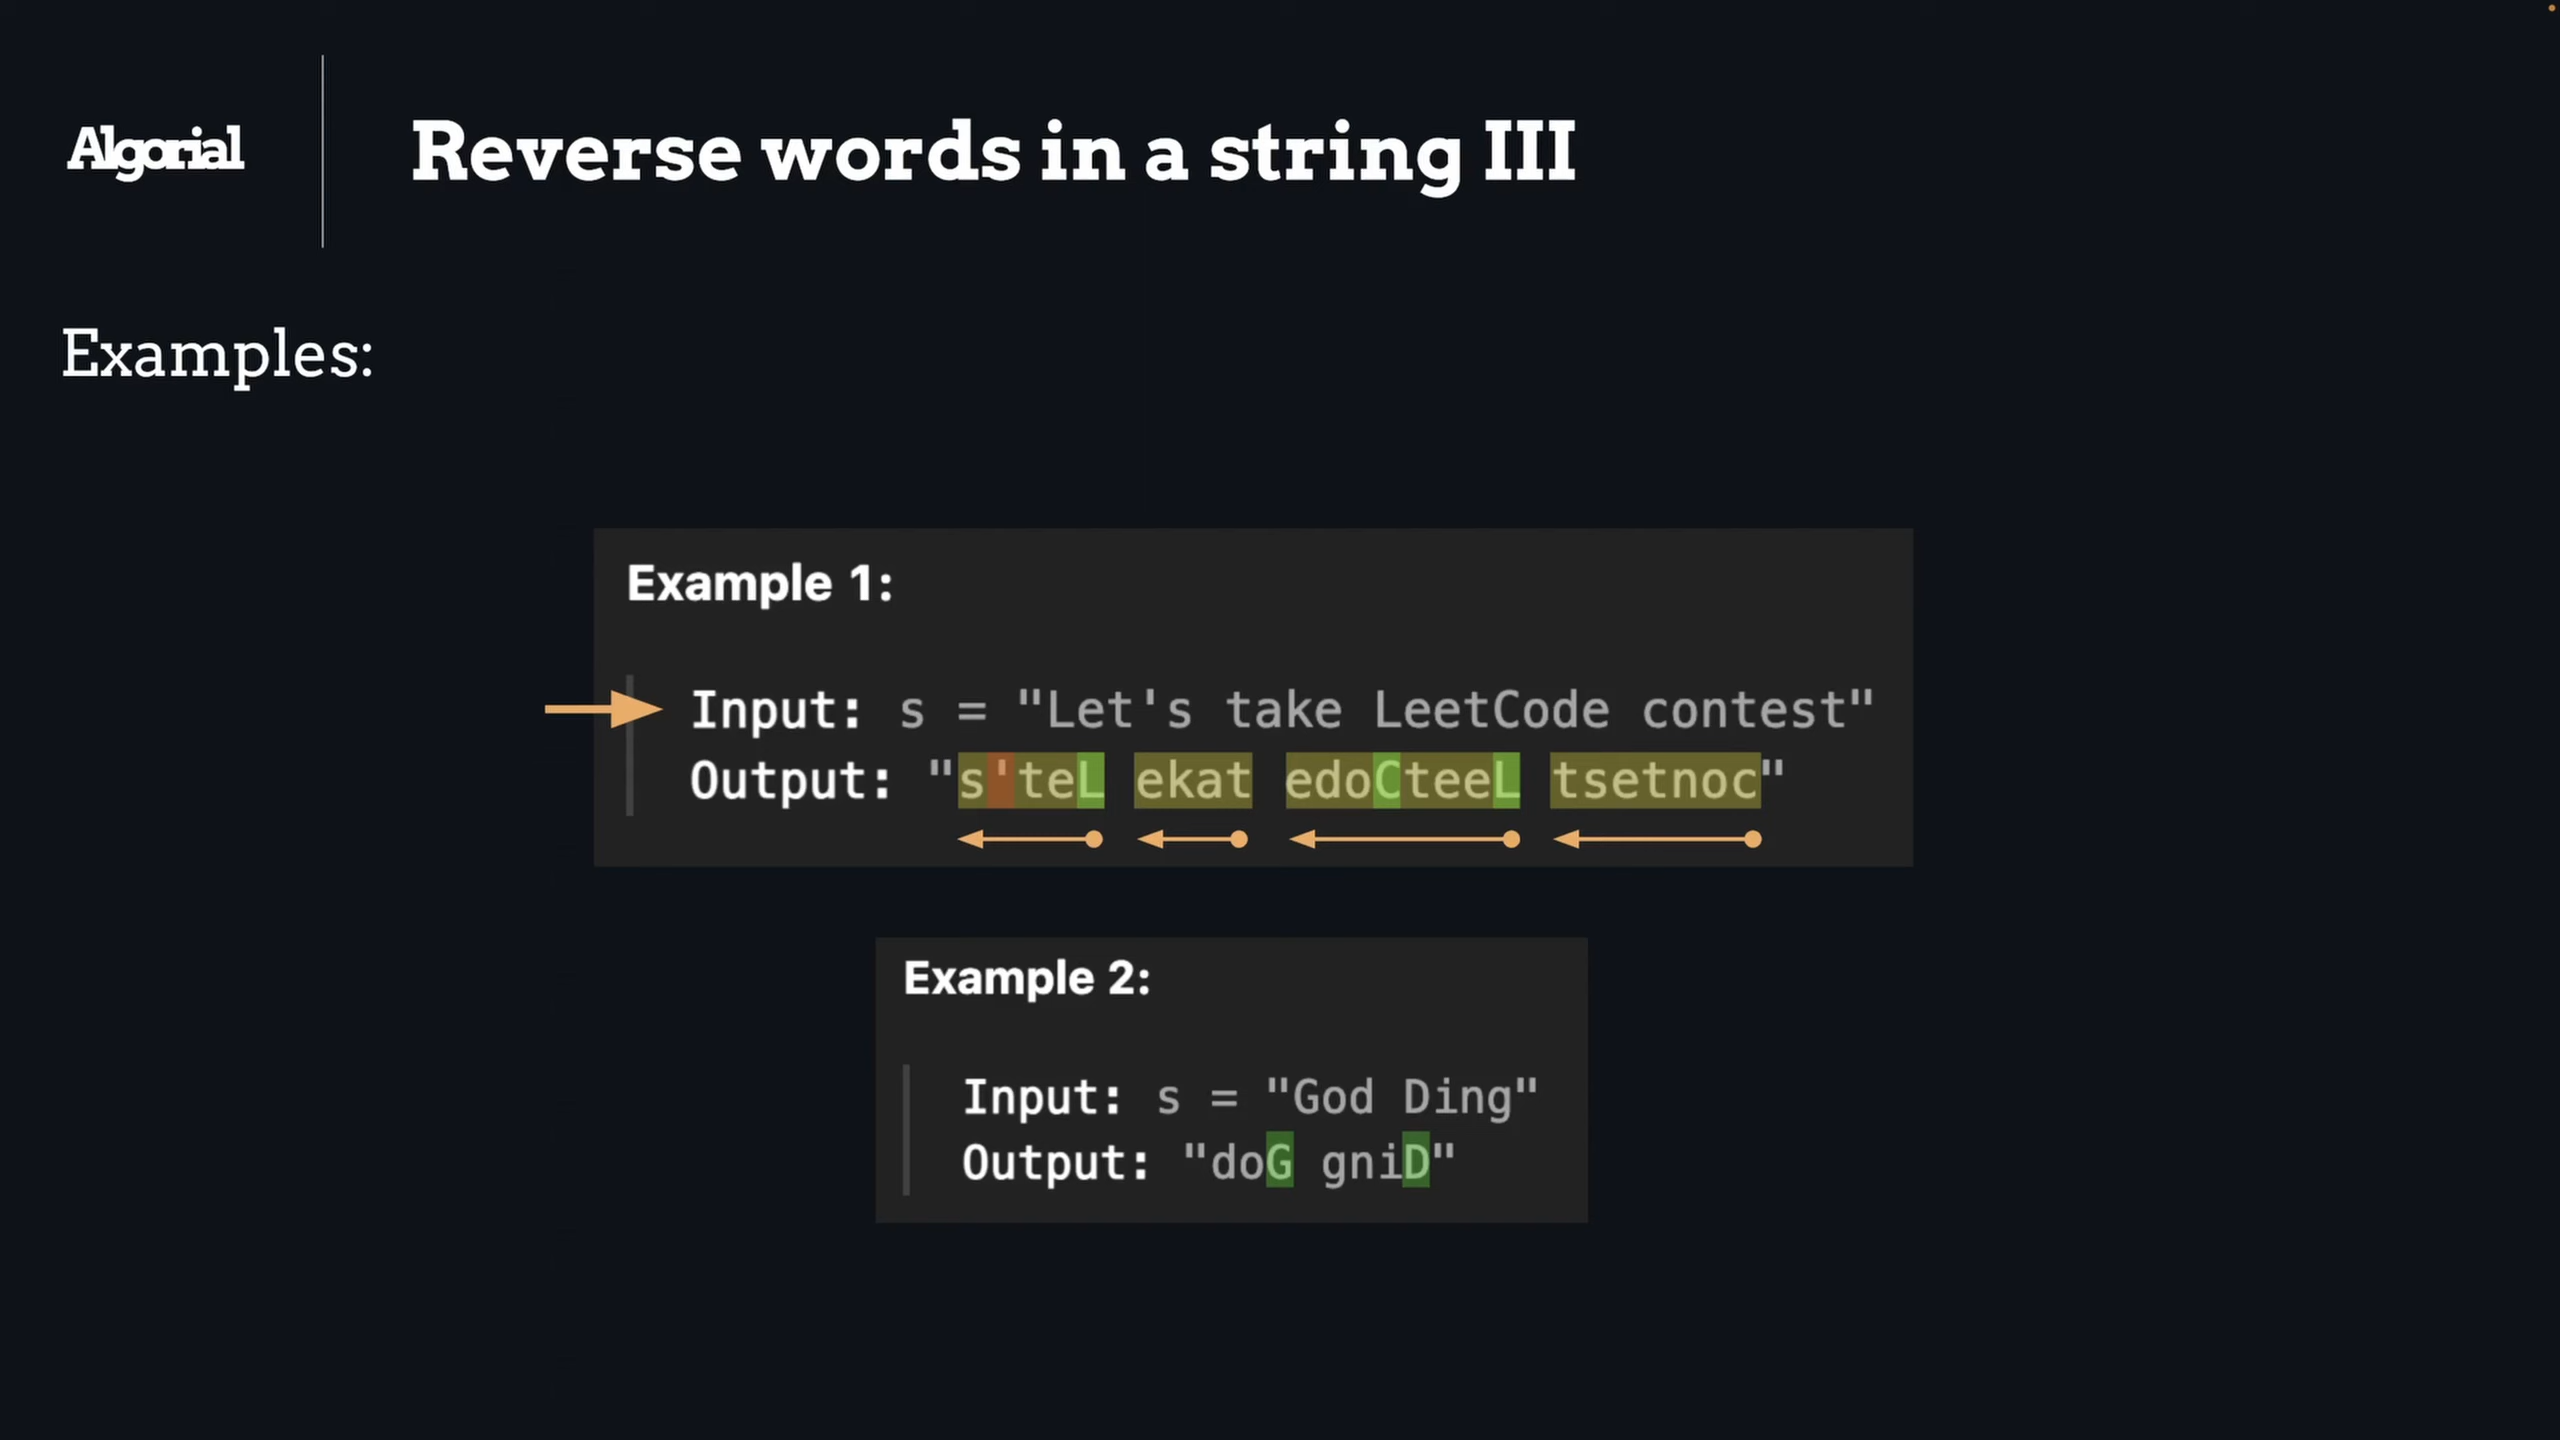 Algorial
Reverse words in a string III
Examples:
Example 1:
Input: s = "Let's take LeetCode contest"
Output: "s'teL ekat edoCteeL tsetnoc"
Example 2:
Input: s = "God Ding"
Output: "doG gniD"